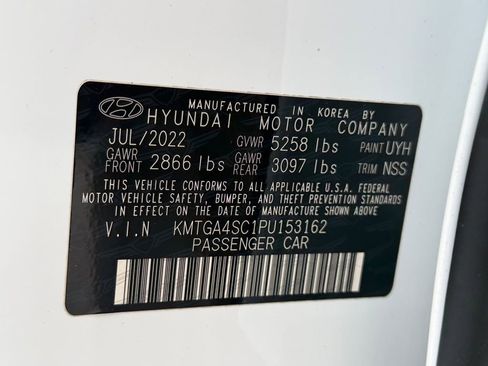 MANUFACTURED IN KOREA BY
HYUNDAI MOTOR COMPANY
JUL/2022 GVWR 5258 lbs PAINT UYH
GAWR FRONT 2866 lbs GAWR REAR 3097 lbs TRIM NSS
THIS VEHICLE CONFORMS TO ALL APPLICABLE U.S.A. FEDERAL
MOTOR VEHICLE SAFETY, BUMPER, AND THEFT PREVENTION STANDARDS
IN EFFECT ON THE DATE OF MANUFACTURE SHOWN ABOVE.
V.I.N KMTGA4SC1PU153162
PASSENGER CAR